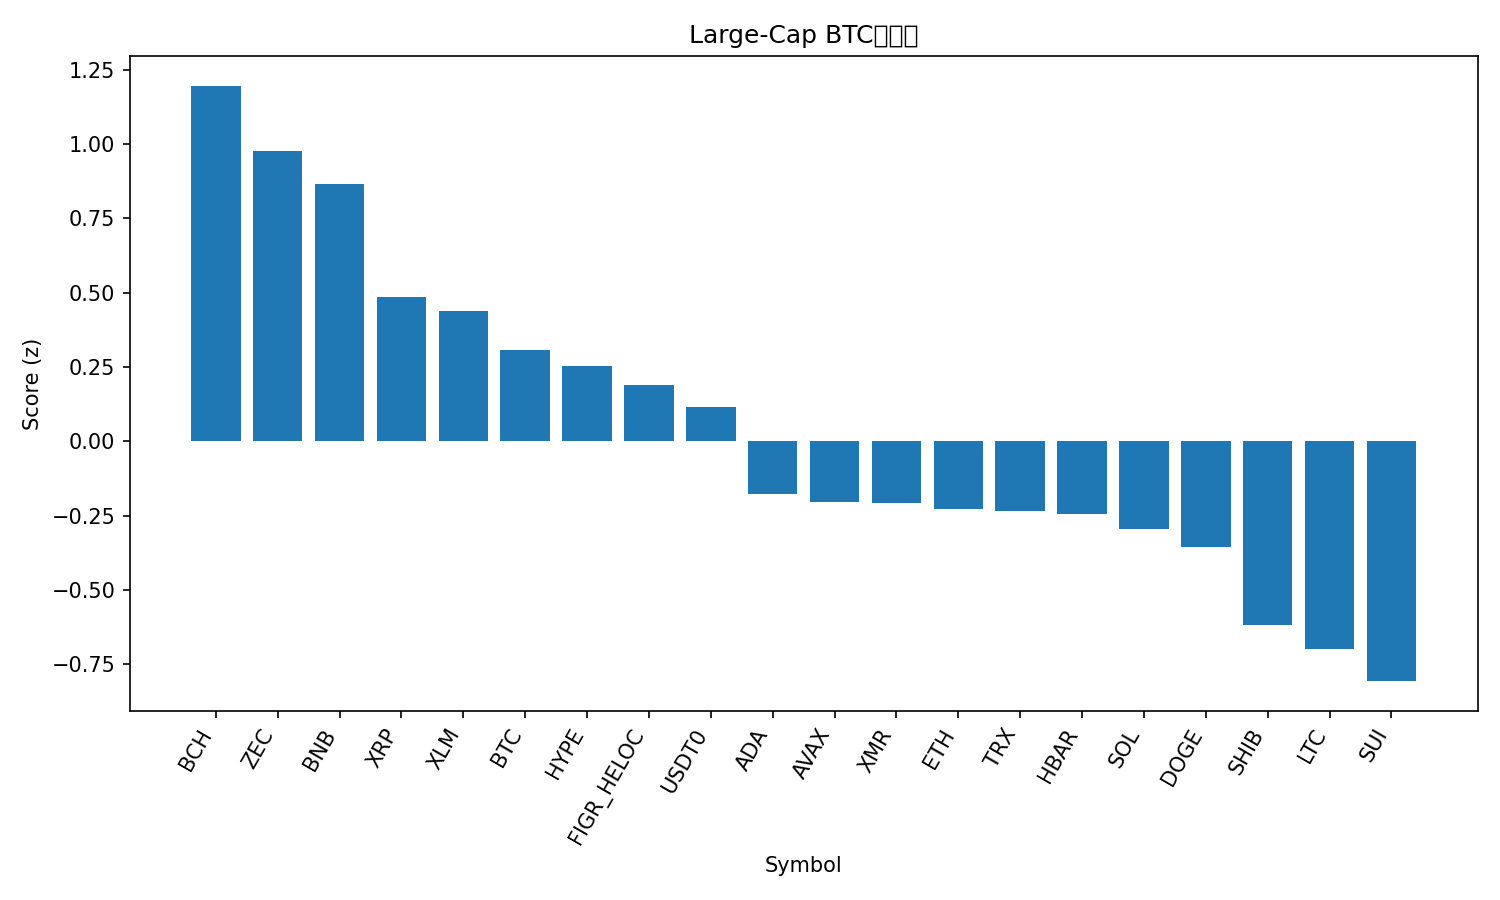 Large-Cap BTC
1.25
1.00
0.75
0.50
0.25
0.00
−0.25
−0.50
−0.75
Score (z)
BCH
ZEC
BNB
XRP
XLM
BTC
HYPE
FIGR_HELOC
USDT0
ADA
AVAX
XMR
ETH
TRX
HBAR
SOL
DOGE
SHIB
LTC
SUI
Symbol